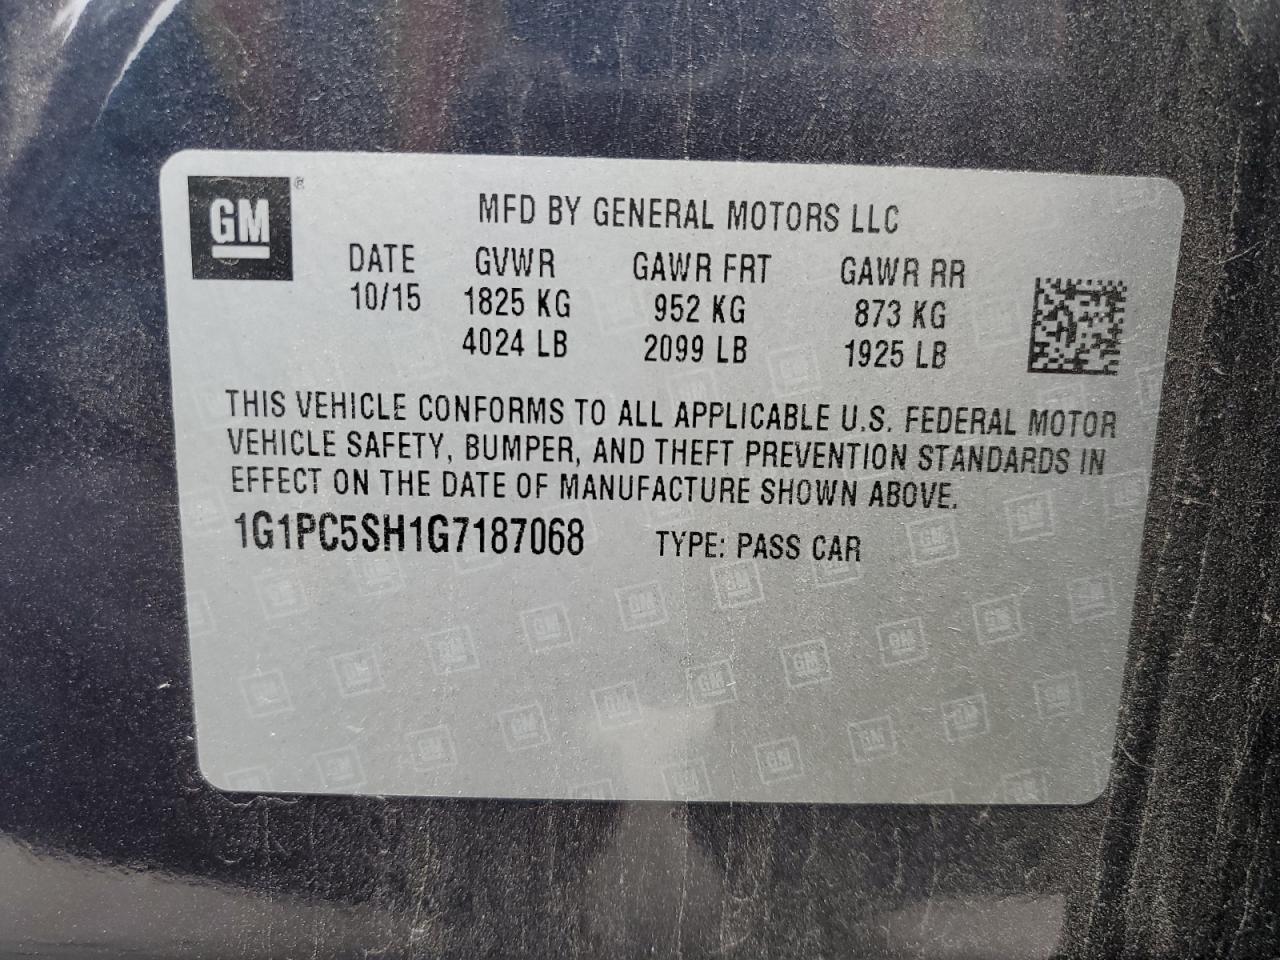 GM®
MFD BY GENERAL MOTORS LLC
DATE GVWR GAWR FRT GAWR RR
10/15 1825 KG 952 KG 873 KG
4024 LB 2099 LB 1925 LB
THIS VEHICLE CONFORMS TO ALL APPLICABLE U.S. FEDERAL MOTOR
VEHICLE SAFETY, BUMPER, AND THEFT PREVENTION STANDARDS IN
EFFECT ON THE DATE OF MANUFACTURE SHOWN ABOVE.
1G1PC5SH1G7187068 TYPE: PASS CAR